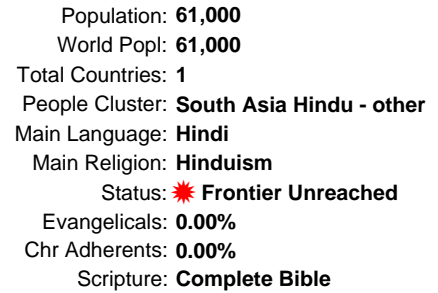 Population: 61,000
World Popl: 61,000
Total Countries: 1
People Cluster: South Asia Hindu - other
Main Language: Hindi
Main Religion: Hinduism
Status: Frontier Unreached
Evangelicals: 0.00%
Chr Adherents: 0.00%
Scripture: Complete Bible